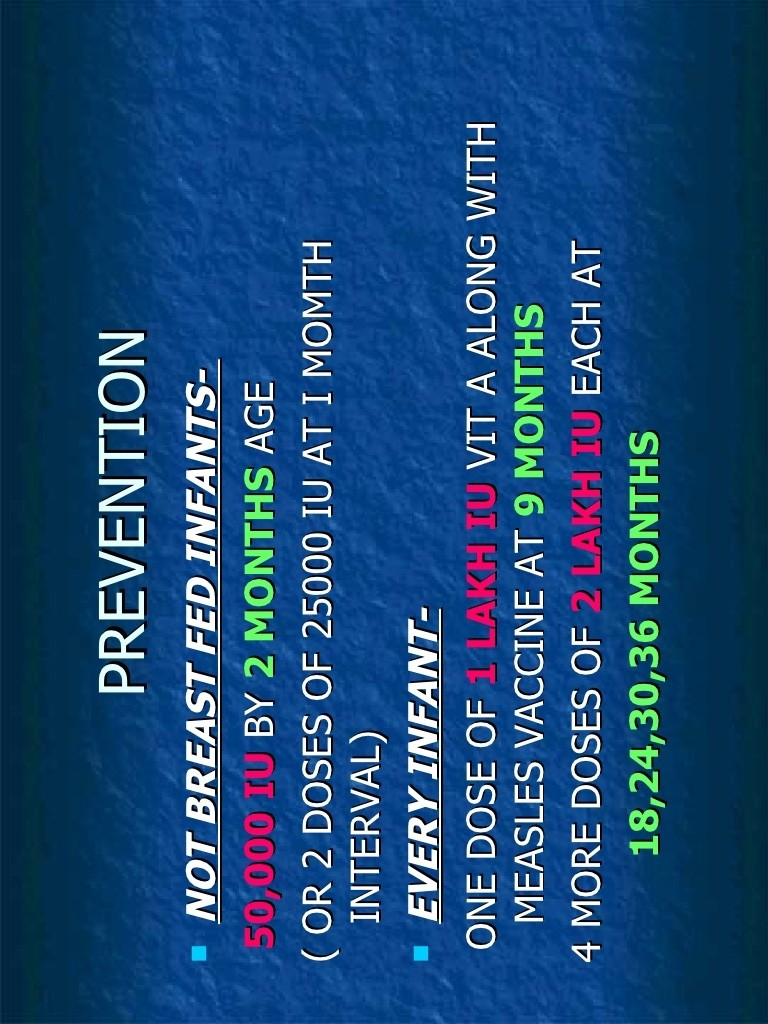 PREVENTION
NOT BREAST FED INFANTS-
50,000 IU BY 2 MONTHS AGE
( OR 2 DOSES OF 25000 IU AT I MOMTH
INTERVAL)
EVERY INFANT-
ONE DOSE OF 1 LAKH IU VIT A ALONG WITH
MEASLES VACCINE AT 9 MONTHS
4 MORE DOSES OF 2 LAKH IU EACH AT
18,24,30,36 MONTHS